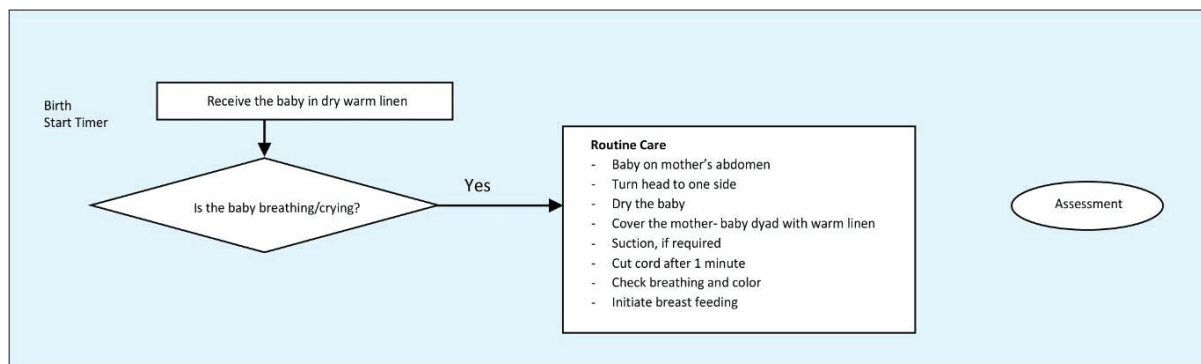 Birth
Start Timer
Receive the baby in dry warm linen
Is the baby breathing/crying?
Yes
Routine Care
- Baby on mother's abdomen
- Turn head to one side
- Dry the baby
- Cover the mother- baby dyad with warm linen
- Suction, if required
- Cut cord after 1 minute
- Check breathing and color
- Initiate breast feeding
Assessment